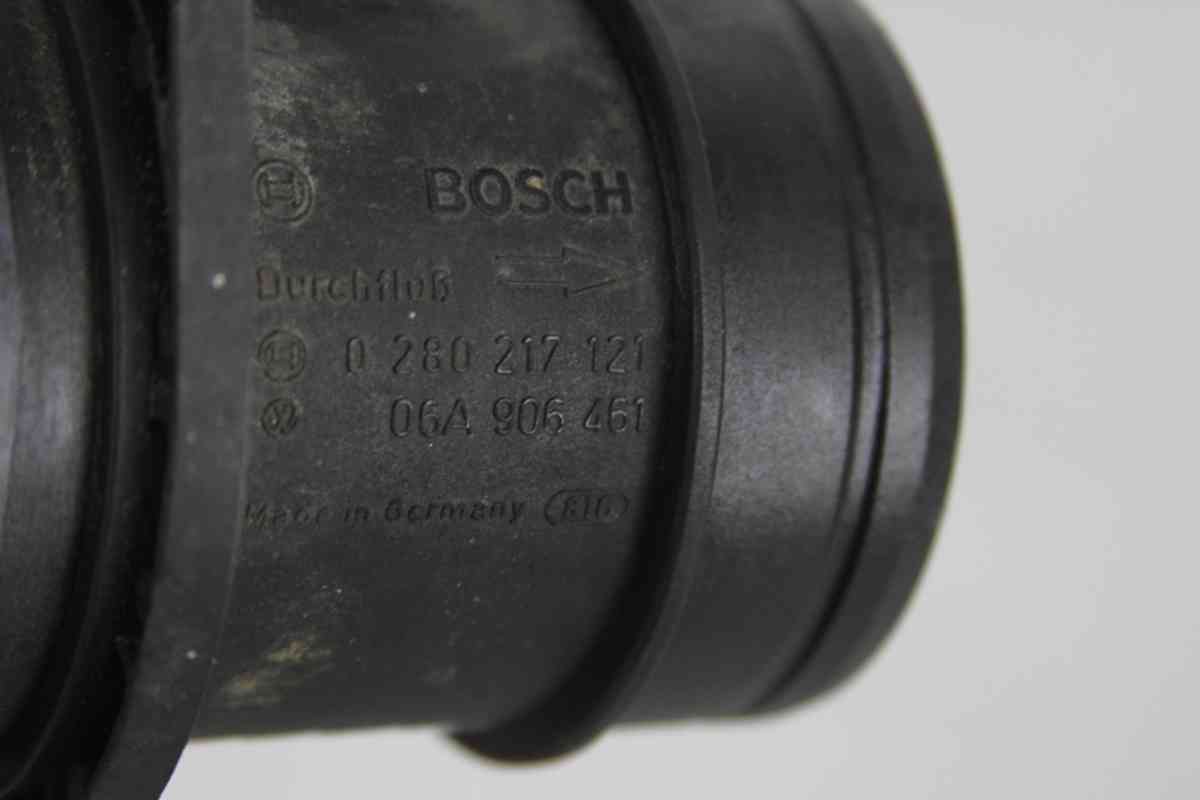 BOSCH
Durchfluß
0 280 217 121
06A 906 461
Made in Germany